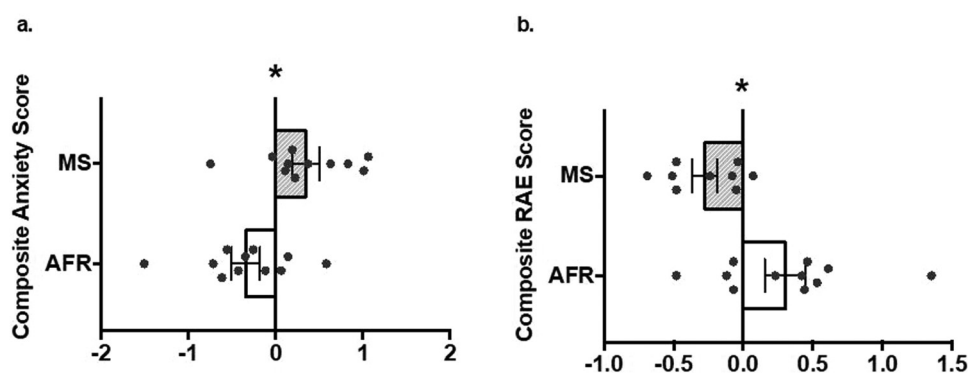 a.
*
Composite Anxiety Score
MS
AFR
-2 -1 0 1 2
b.
*
Composite RAE Score
MS
AFR
-1.0 -0.5 0.0 0.5 1.0 1.5